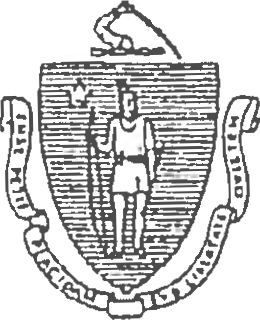 ENSE PETIT
PLACIDAM
SUB LIBERTATE
QUIETEM